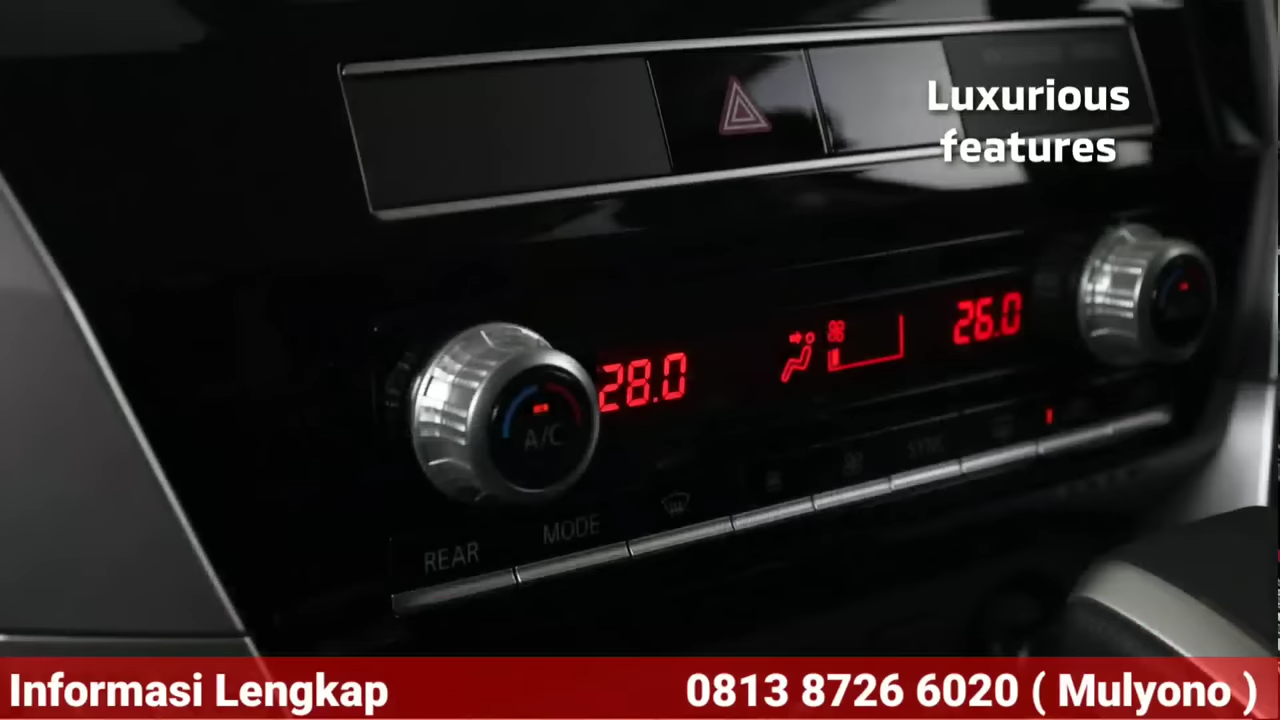 Luxurious
features
28.0
26.0
A/C
SYNC
MODE
REAR
Informasi Lengkap
0813 8726 6020 ( Mulyono )